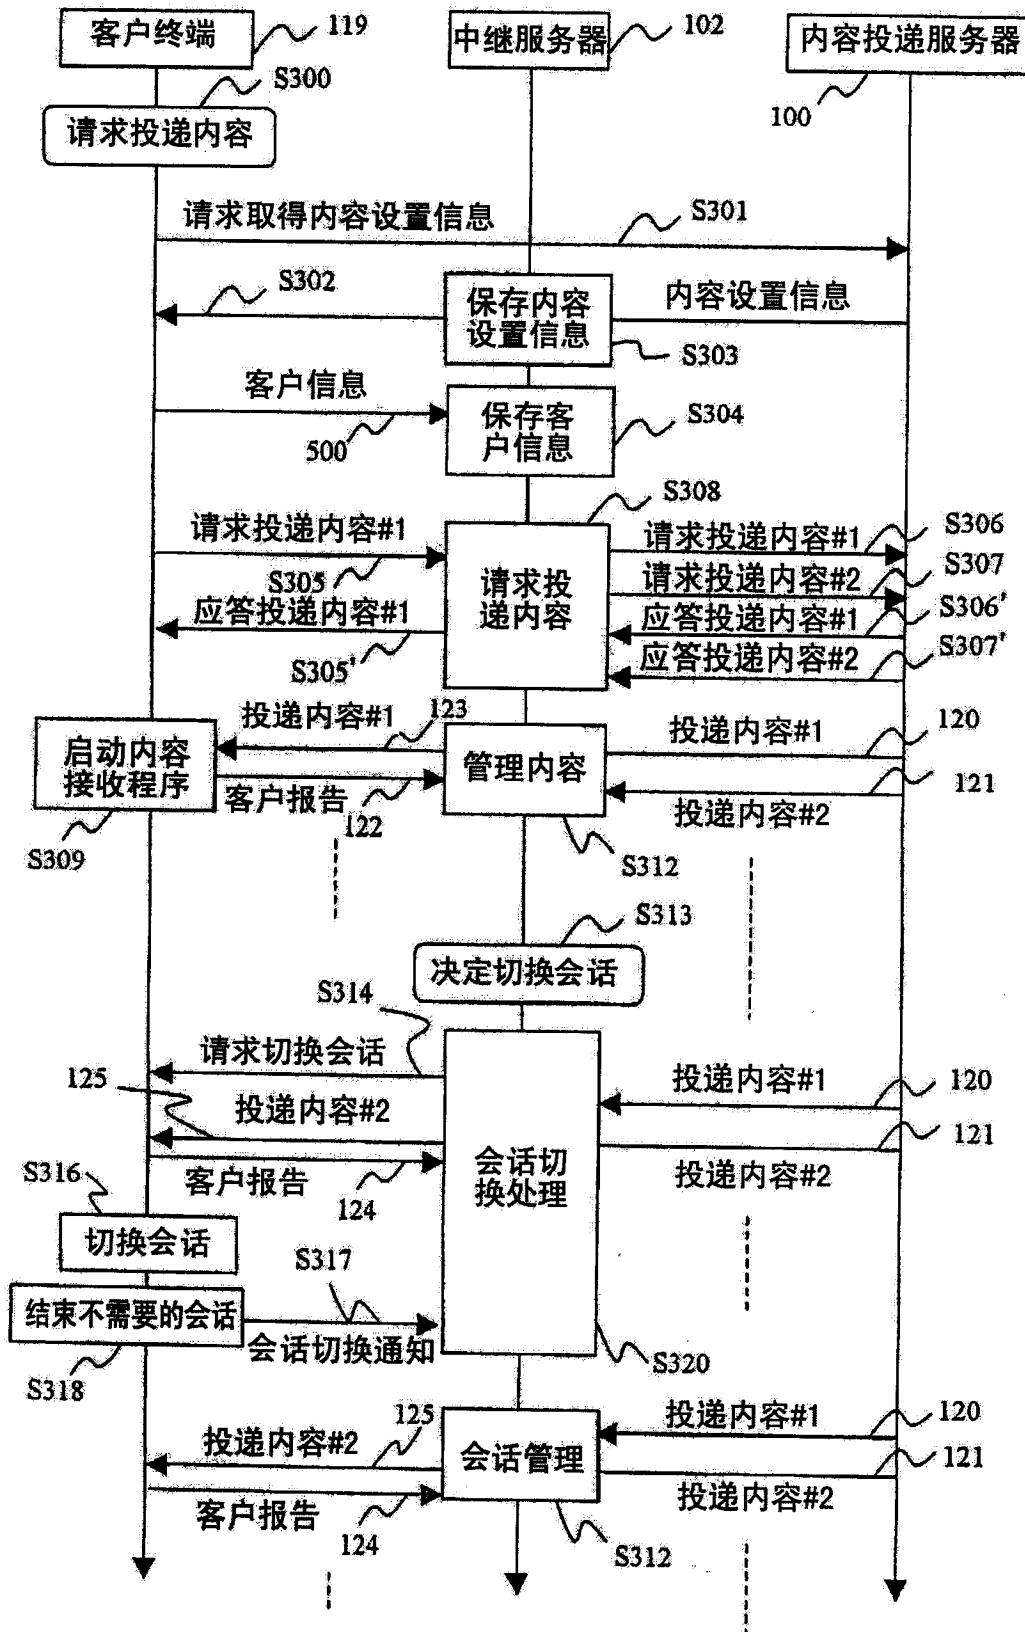 客户终端
119
中继服务器
102
内容投递服务器
100
S300
请求投递内容
请求取得内容设置信息
S301
S302
保存内容
设置信息
内容设置信息
S303
客户信息
500
保存客
户信息
S304
S308
请求投递内容#1
S305
请求投
递内容
请求投递内容#1
S306
请求投递内容#2
S307
应答投递内容#1
S305'
应答投递内容#1
S306'
应答投递内容#2
S307'
投递内容#1
123
启动内容
接收程序
S309
客户报告
122
管理内容
S312
投递内容#1
120
121
投递内容#2
S313
决定切换会话
S314
请求切换会话
125
投递内容#2
客户报告
124
会话切
换处理
投递内容#1
120
121
投递内容#2
S316
切换会话
S317
结束不需要的会话
会话切换通知
S318
S320
投递内容#2
125
会话管理
投递内容#1
120
121
投递内容#2
客户报告
124
S312